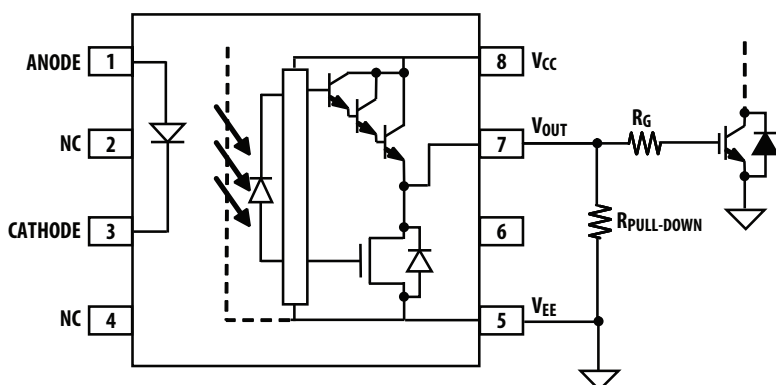 ANODE 1
NC 2
CATHODE 3
NC 4
8 VCC
7 VOUT
6
5 VEE
RG
RPULL-DOWN